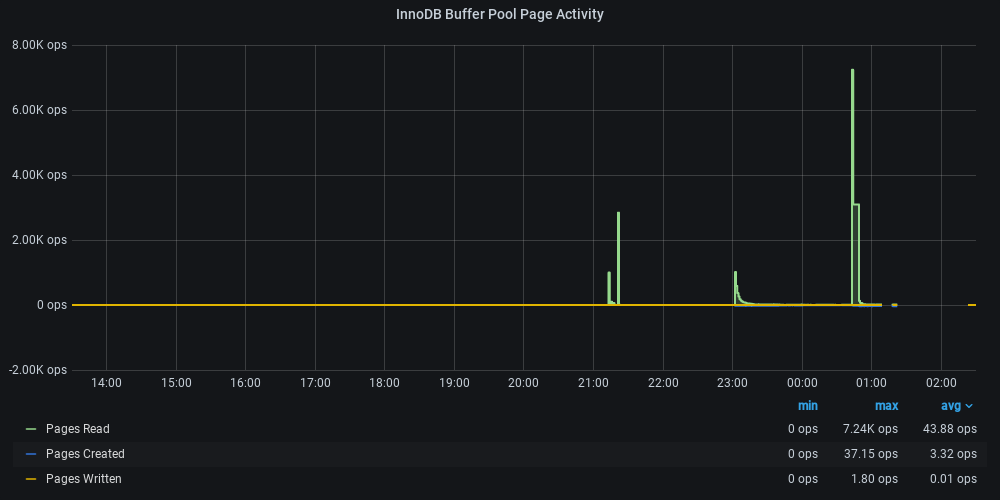 InnoDB Buffer Pool Page Activity
8.00K ops
6.00K ops
4.00K ops
2.00K ops
0 ops
-2.00K ops
14:00 15:00 16:00 17:00 18:00 19:00 20:00 21:00 22:00 23:00 00:00 01:00 02:00
min max avg
Pages Read 0 ops 7.24K ops 43.88 ops
Pages Created 0 ops 37.15 ops 3.32 ops
Pages Written 0 ops 1.80 ops 0.01 ops